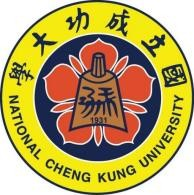 國立成功大學
1931
NATIONAL CHENG KUNG UNIVERSITY